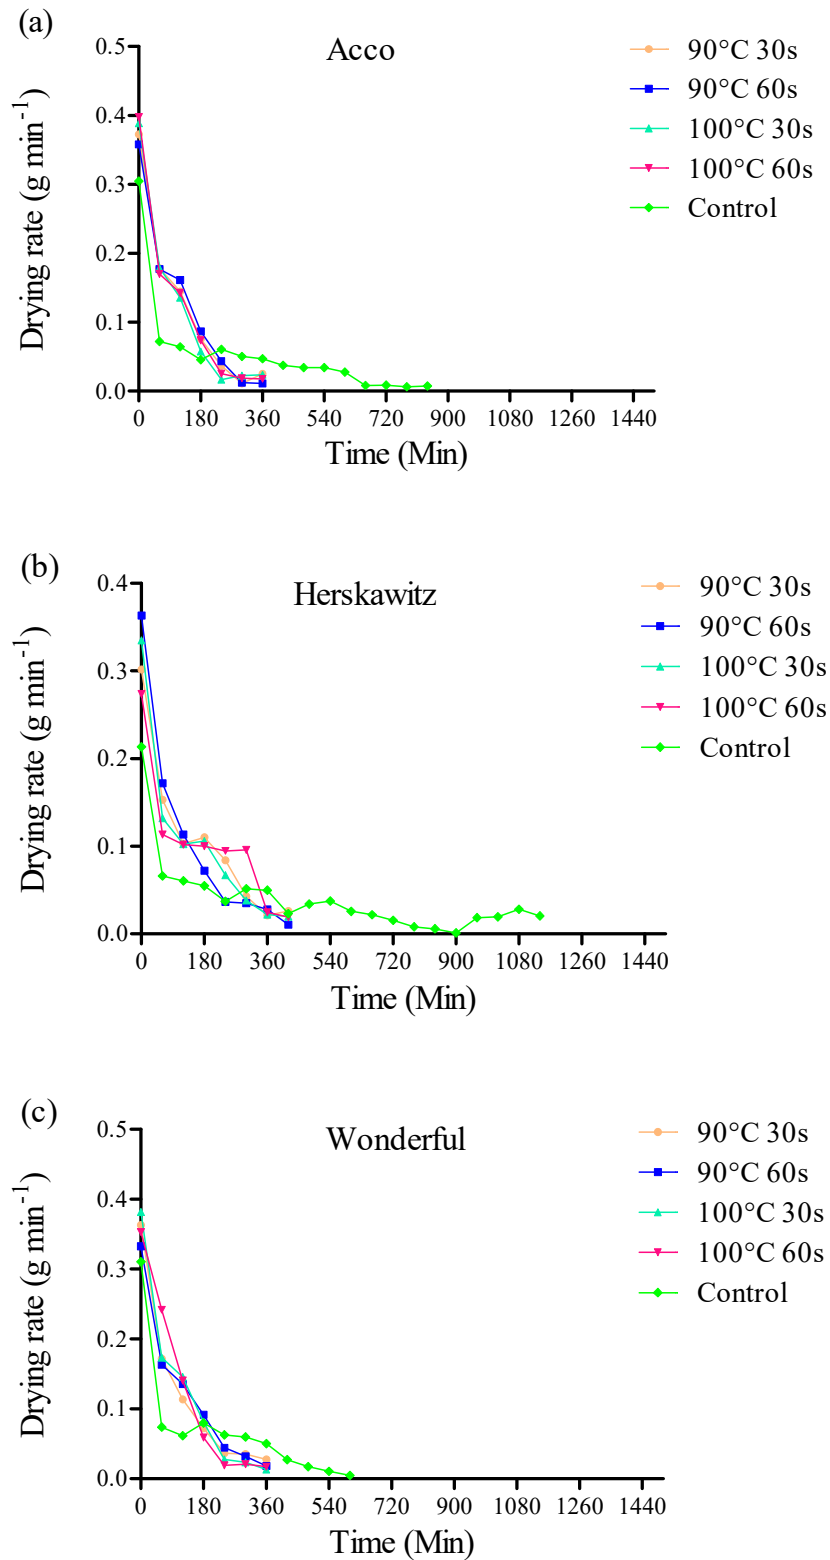 (a)
Acco
0.5
0.4
0.3
0.2
0.1
0.0
Drying rate (g min-1)
0 180 360 540 720 900 1080 1260 1440
Time (Min)
90°C 30s
90°C 60s
100°C 30s
100°C 60s
Control
(b)
Herskawitz
0.4
0.3
0.2
0.1
0.0
Drying rate (g min-1)
0 180 360 540 720 900 1080 1260 1440
Time (Min)
90°C 30s
90°C 60s
100°C 30s
100°C 60s
Control
(c)
Wonderful
0.5
0.4
0.3
0.2
0.1
0.0
Drying rate (g min-1)
0 180 360 540 720 900 1080 1260 1440
Time (Min)
90°C 30s
90°C 60s
100°C 30s
100°C 60s
Control